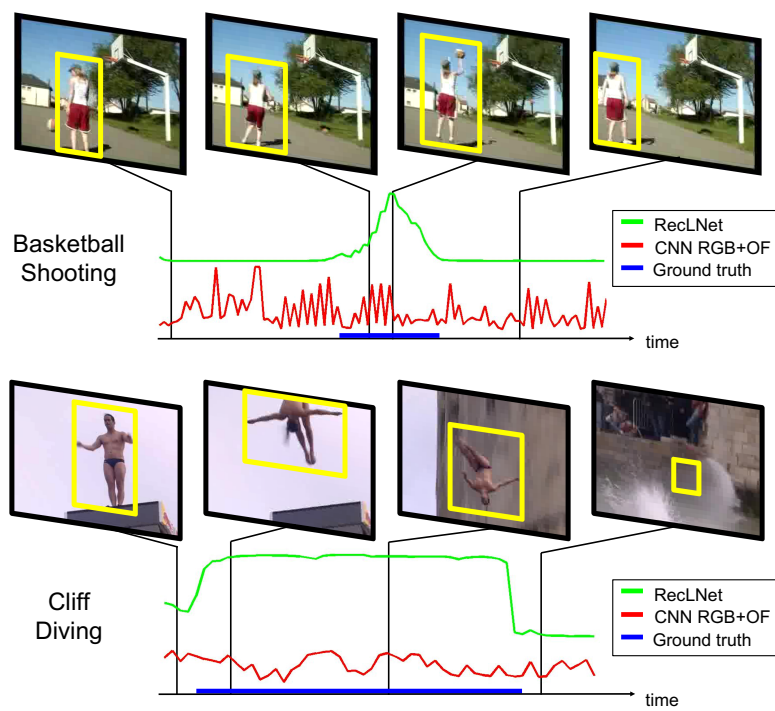 Basketball
Shooting
RecLNet
CNN RGB+OF
Ground truth
time
Cliff
Diving
RecLNet
CNN RGB+OF
Ground truth
time